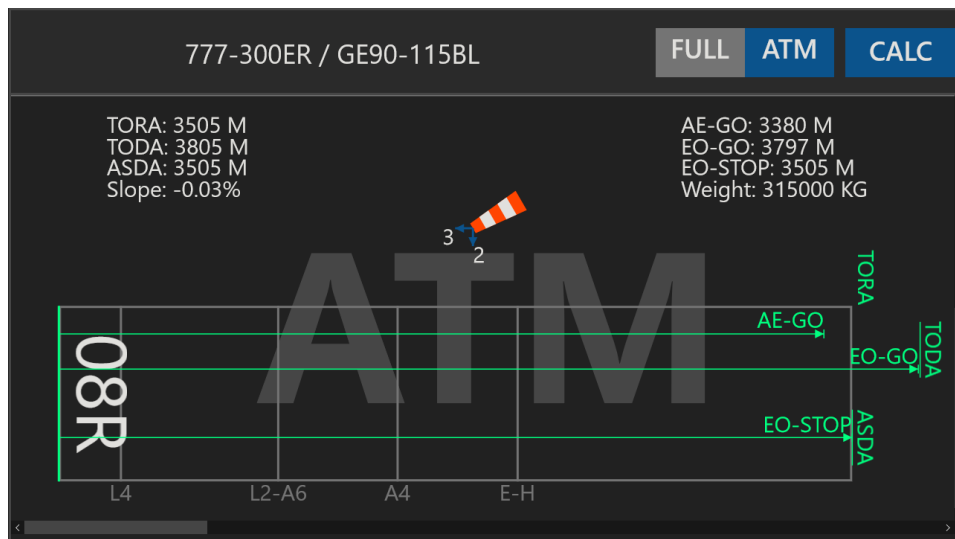 777-300ER / GE90-115BL
FULL
ATM
CALC
TORA: 3505 M
TODA: 3805 M
ASDA: 3505 M
Slope: -0.03%
AE-GO: 3380 M
EO-GO: 3797 M
EO-STOP: 3505 M
Weight: 315000 KG
3
2
ATM
TORA
AE-GO
TODA
EO-GO
08R
EO-STOP
ASDA
L4
L2-A6
A4
E-H